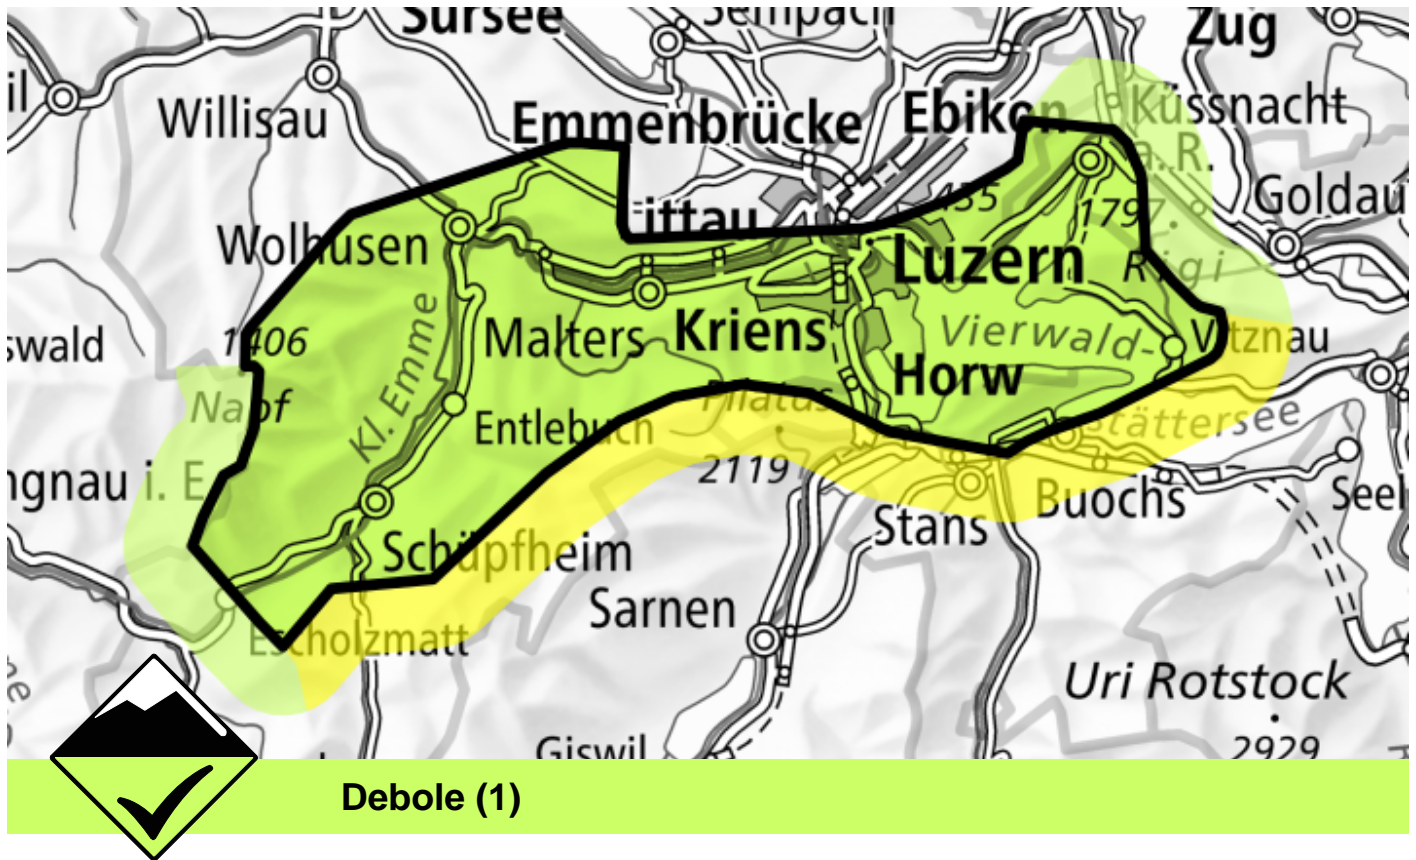 Sursee
Sempach
Zug
il
Willisau
Emmenbrücke
Ebikon
Küssnacht
a. R.
Goldau
435
1797
Littau
Wolhusen
Luzern
Rigi
swald
1406
Napf
Kl. Emme
Malters
Kriens
Vierwald-
Vitznau
Horw
Pilatus
Entlebuch
stättersee
2119
ngnau i. E.
Buochs
Seel
Stans
Schüpfheim
Sarnen
Escholzmatt
Uri Rotstock
2929
Giswil
Debole (1)